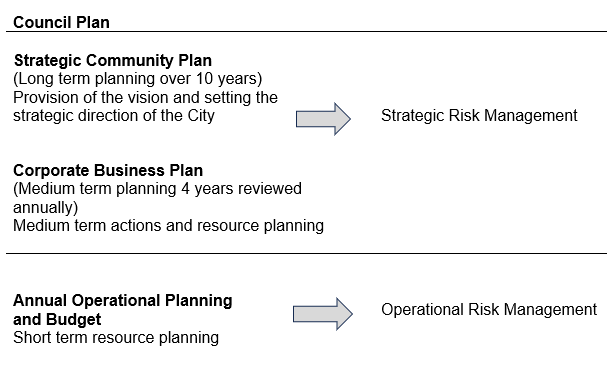 Council Plan
Strategic Community Plan
(Long term planning over 10 years)
Provision of the vision and setting the
strategic direction of the City
Strategic Risk Management
Corporate Business Plan
(Medium term planning 4 years reviewed
annually)
Medium term actions and resource planning
Annual Operational Planning
and Budget
Short term resource planning
Operational Risk Management